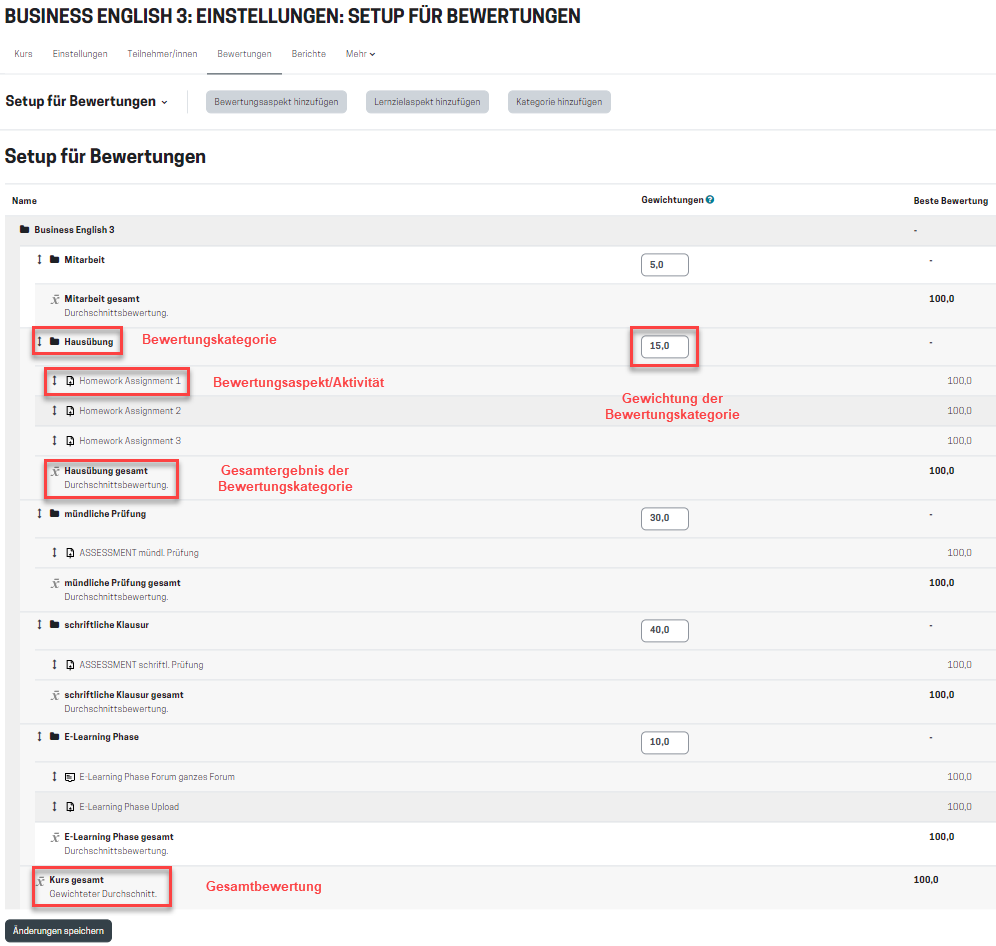 BUSINESS ENGLISH 3: EINSTELLUNGEN: SETUP FÜR BEWERTUNGEN
Kurs Einstellungen Teilnehmer/innen Bewertungen Berichte Mehr
Setup für Bewertungen Bewertungsaspekt hinzufügen Lernzielaspekt hinzufügen Kategorie hinzufügen
Setup für Bewertungen
Name Gewichtungen Beste Bewertung
Business English 3 -
Mitarbeit 5,0 -
Mitarbeit gesamt 100,0
Durchschnittsbewertung.
Hausübung Bewertungskategorie 15,0 -
Homework Assignment 1 Bewertungsaspekt/Aktivität 100,0
Gewichtung der
Bewertungskategorie
Homework Assignment 2 100,0
Homework Assignment 3 100,0
Hausübung gesamt 100,0
Durchschnittsbewertung.
Gesamtergebnis der
Bewertungskategorie
mündliche Prüfung 30,0 -
ASSESSMENT mündl. Prüfung 100,0
mündliche Prüfung gesamt 100,0
Durchschnittsbewertung.
schriftliche Klausur 40,0 -
ASSESSMENT schriftl. Prüfung 100,0
schriftliche Klausur gesamt 100,0
Durchschnittsbewertung.
E-Learning Phase 10,0 -
E-Learning Phase Forum ganzes Forum 100,0
E-Learning Phase Upload 100,0
E-Learning Phase gesamt 100,0
Durchschnittsbewertung.
Kurs gesamt 100,0
Gewichteter Durchschnitt.
Gesamtbewertung
Änderungen speichern